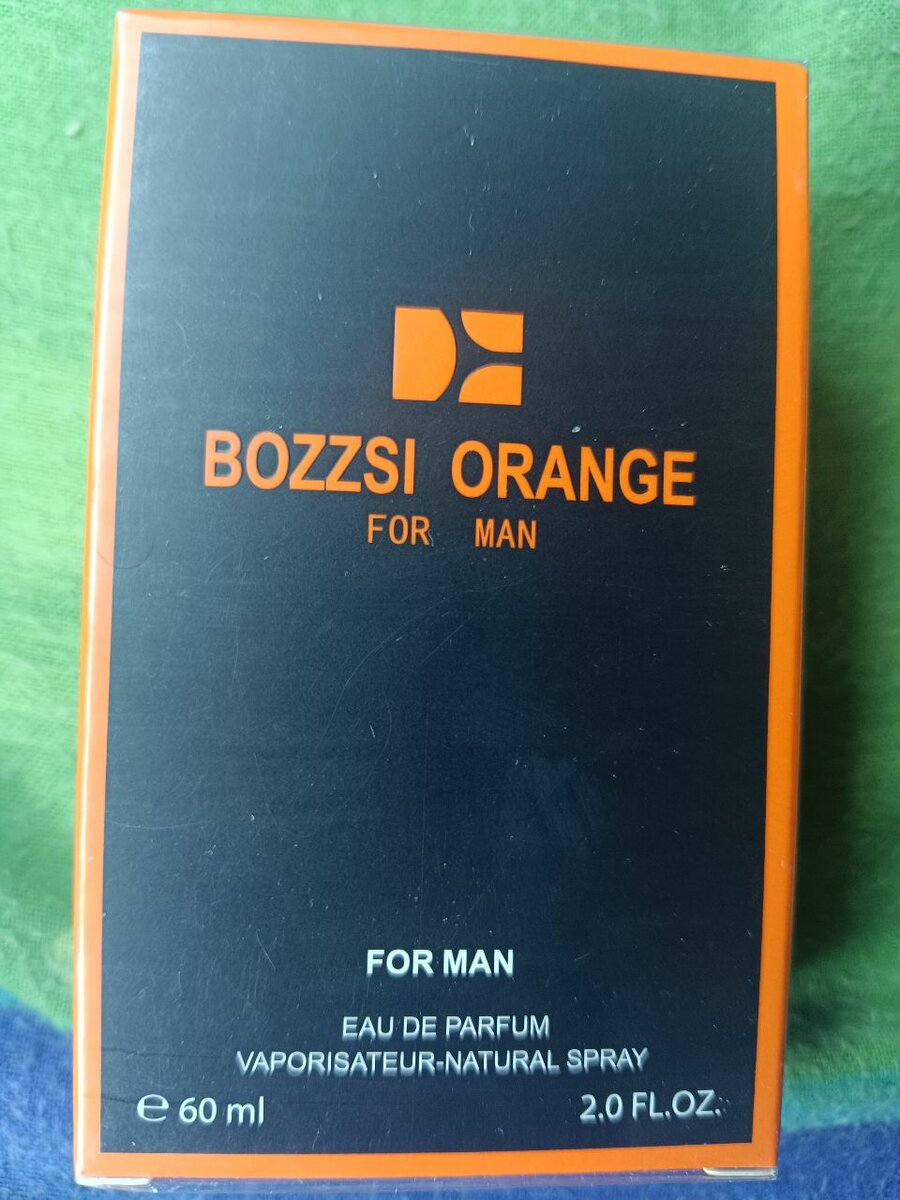 BOZZSI ORANGE
FOR MAN
FOR MAN
EAU DE PARFUM
VAPORISATEUR-NATURAL SPRAY
℮ 60 ml 2.0 FL.OZ.